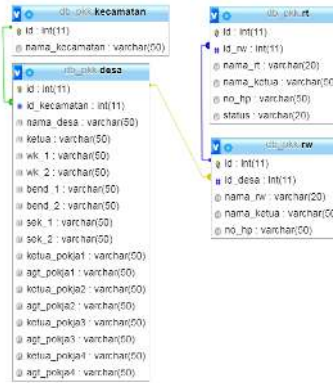 db_pkk kecamatan
id : int(11)
nama_kecamatan : varchar(50)
db_pkk desa
id : int(11)
id_kecamatan : int(11)
nama_desa : varchar(50)
ketua : varchar(50)
wk_1 : varchar(50)
wk_2 : varchar(50)
bend_1 : varchar(50)
bend_2 : varchar(50)
sek_1 : varchar(50)
sek_2 : varchar(50)
ketua_pokja1 : varchar(50)
agt_pokja1 : varchar(50)
ketua_pokja2 : varchar(50)
agt_pokja2 : varchar(50)
ketua_pokja3 : varchar(50)
agt_pokja3 : varchar(50)
ketua_pokja4 : varchar(50)
agt_pokja4 : varchar(50)
db_pkk rt
id : int(11)
id_rw : int(11)
nama_rt : varchar(20)
nama_ketua : varchar(50
no_hp : varchar(50)
status : varchar(20)
db_pkk rw
id : int(11)
id_desa : int(11)
nama_rw : varchar(20)
nama_ketua : varchar(50
no_hp : varchar(50)